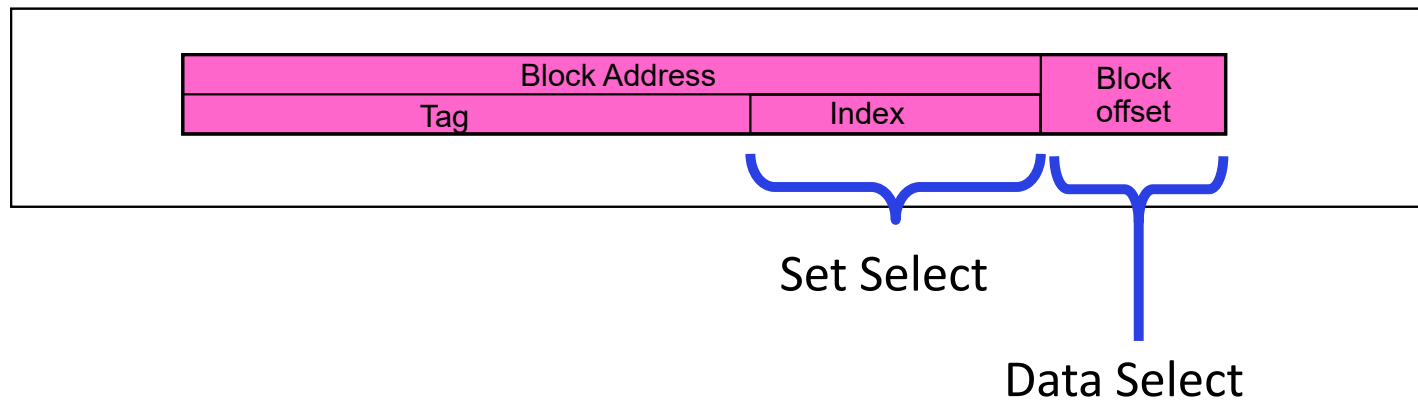 Block Address
Block
offset
Tag
Index
Set Select
Data Select